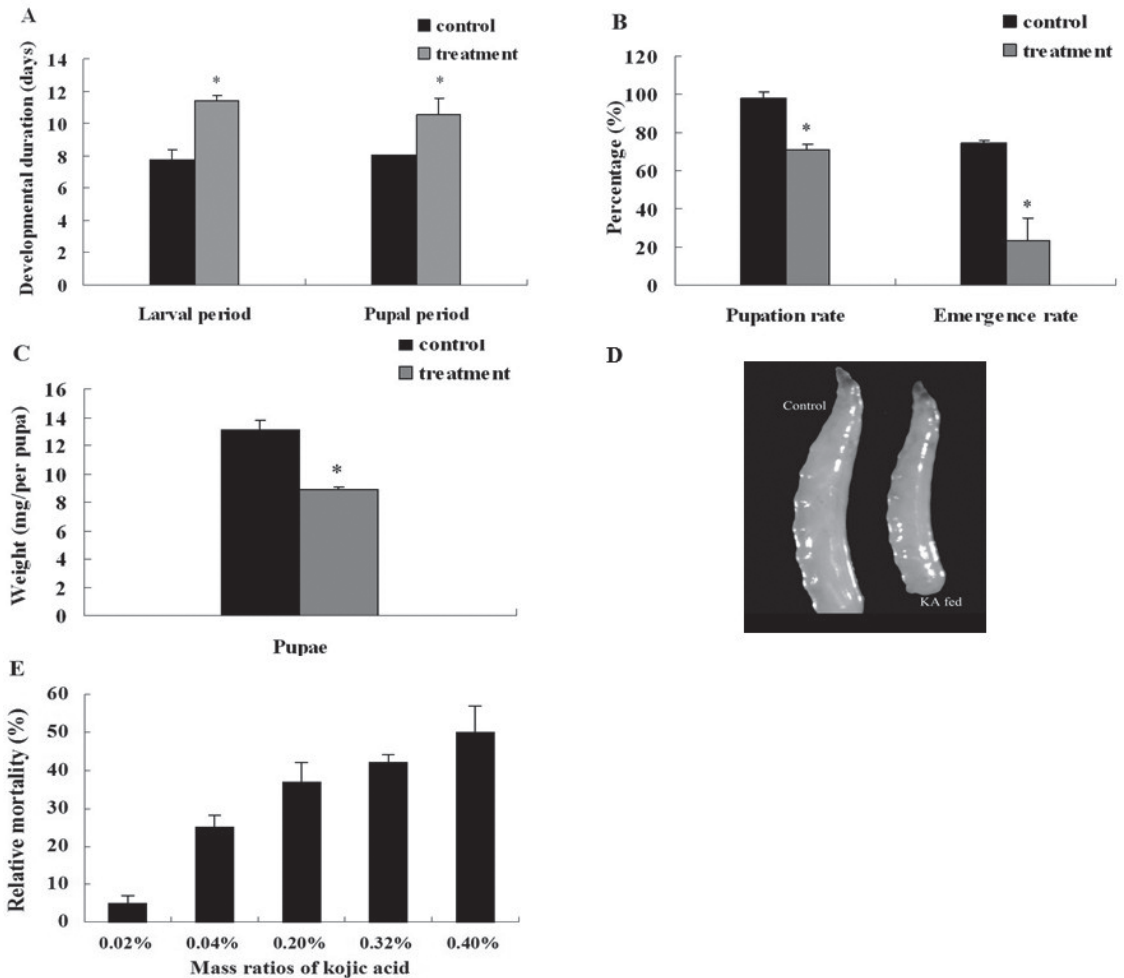 A
control
treatment
Developmental duration (days)
14
12
10
8
6
4
2
0
*
*
Larval period
Pupal period
B
control
treatment
Percentage (%)
120
100
80
60
40
20
0
*
*
Pupation rate
Emergence rate
C
control
treatment
Weight (mg/per pupa)
16
14
12
10
8
6
4
2
0
*
Pupae
D
Control
KA fed
E
Relative mortality (%)
60
50
40
30
20
10
0
0.02%
0.04%
0.20%
0.32%
0.40%
Mass ratios of kojic acid